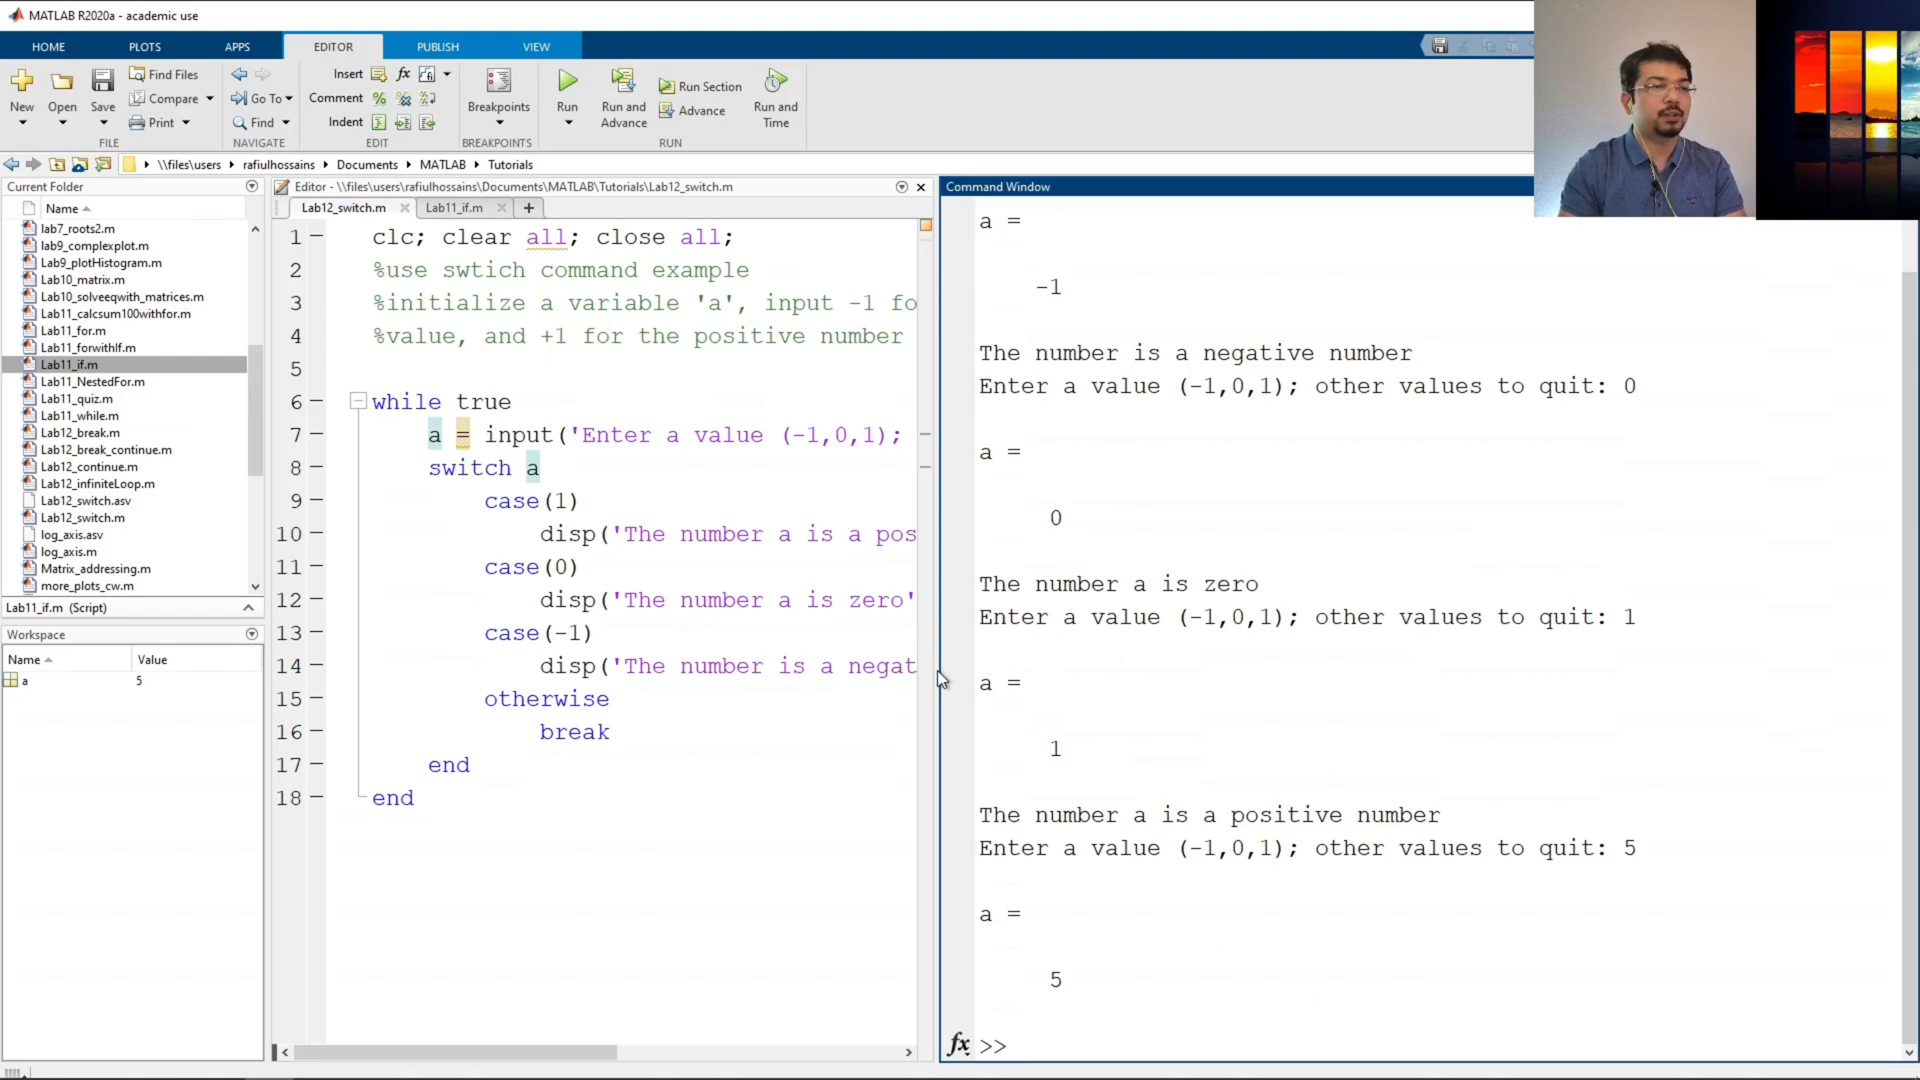 MATLAB R2020a - academic use
HOME PLOTS APPS EDITOR PUBLISH VIEW
New Open Save Find Files Compare Print FILE
Go To Find NAVIGATE
Insert fx Comment Indent EDIT
Breakpoints BREAKPOINTS
Run Run and Advance Run Section Advance Run and Time RUN
\\files\users rafiulhossains Documents MATLAB Tutorials
Current Folder
Name
lab7_roots2.m
lab9_complexplot.m
Lab9_plotHistogram.m
Lab10_matrix.m
Lab10_solveeqwith_matrices.m
Lab11_calcsum100withfor.m
Lab11_for.m
Lab11_forwithIf.m
Lab11_if.m
Lab11_NestedFor.m
Lab11_quiz.m
Lab11_while.m
Lab12_break.m
Lab12_break_continue.m
Lab12_continue.m
Lab12_infiniteLoop.m
Lab12_switch.asv
Lab12_switch.m
log_axis.asv
log_axis.m
Matrix_addressing.m
more_plots_cw.m
Lab11_if.m (Script)
Workspace
Name Value
a 5
Editor - \\files\users\rafiulhossains\Documents\MATLAB\Tutorials\Lab12_switch.m
Lab12_switch.m Lab11_if.m
1 clc; clear all; close all;
2 %use swtich command example
3 %initialize a variable 'a', input -1 fo
4 %value, and +1 for the positive number
5
6 while true
7 a = input('Enter a value (-1,0,1);
8 switch a
9 case(1)
10 disp('The number a is a pos
11 case(0)
12 disp('The number a is zero'
13 case(-1)
14 disp('The number is a negat
15 otherwise
16 break
17 end
18 end
Command Window
a =
-1
The number is a negative number
Enter a value (-1,0,1); other values to quit: 0
a =
0
The number a is zero
Enter a value (-1,0,1); other values to quit: 1
a =
1
The number a is a positive number
Enter a value (-1,0,1); other values to quit: 5
a =
5
fx >>